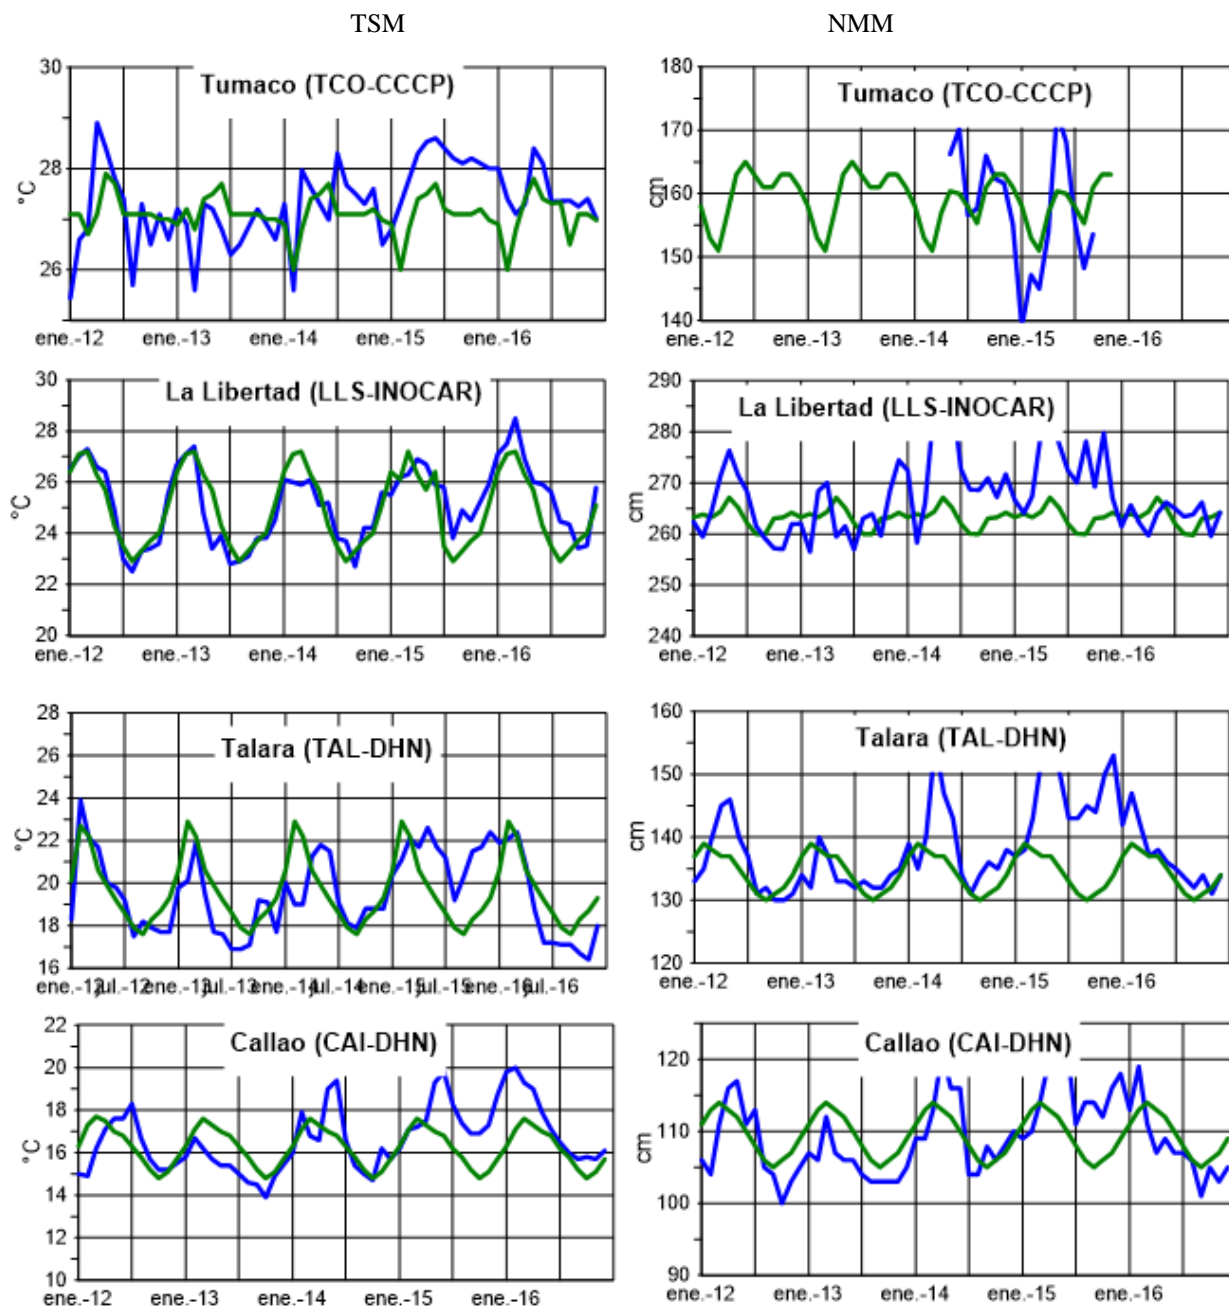 TSM NMM
30 180
Tumaco (TCO-CCCP) Tumaco (TCO-CCCP)
170
28
°C cm 160
150
26
140
ene.-12 ene.-13 ene.-14 ene.-15 ene.-16 ene.-12 ene.-13 ene.-14 ene.-15 ene.-16
30 290
La Libertad (LLS-INOCAR) La Libertad (LLS-INOCAR)
28 280
26 270
°C cm
24 260
22 250
20 240
ene.-12 ene.-13 ene.-14 ene.-15 ene.-16 ene.-12 ene.-13 ene.-14 ene.-15 ene.-16
28 160
Talara (TAL-DHN) Talara (TAL-DHN)
26
24 150
°C cm
22 140
20
18 130
16 120
ene.-12 jul.-12 ene.-13 jul.-13 ene.-14 jul.-14 ene.-15 jul.-15 ene.-16 jul.-16 ene.-12 ene.-13 ene.-14 ene.-15 ene.-16
22
Callao (CAI-DHN) Callao (CAI-DHN)
20 120
18
°C cm 110
16
14 100
12
10 90
ene.-12 ene.-13 ene.-14 ene.-15 ene.-16 ene.-12 ene.-13 ene.-14 ene.-15 ene.-16